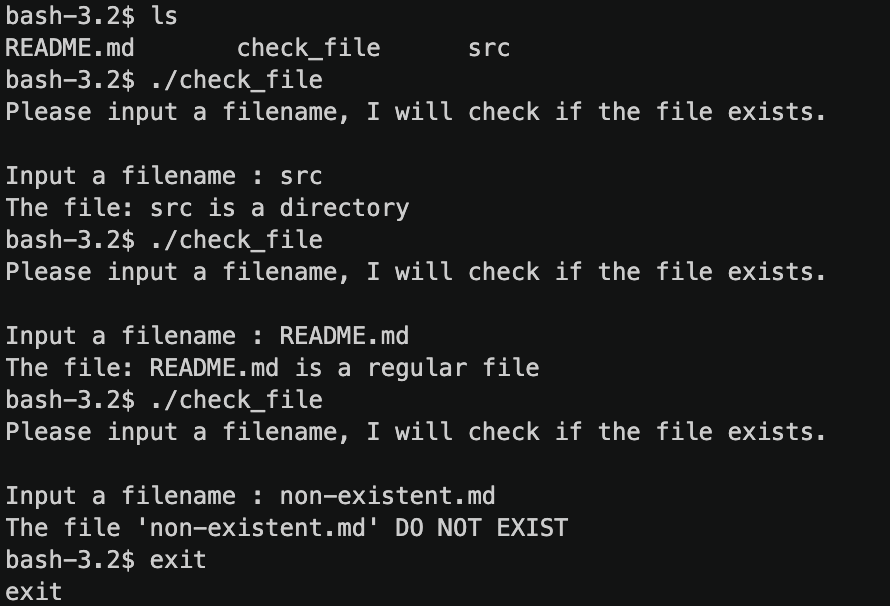 bash-3.2$ ls
README.md       check_file      src
bash-3.2$ ./check_file
Please input a filename, I will check if the file exists.

Input a filename : src
The file: src is a directory
bash-3.2$ ./check_file
Please input a filename, I will check if the file exists.

Input a filename : README.md
The file: README.md is a regular file
bash-3.2$ ./check_file
Please input a filename, I will check if the file exists.

Input a filename : non-existent.md
The file 'non-existent.md' DO NOT EXIST
bash-3.2$ exit
exit